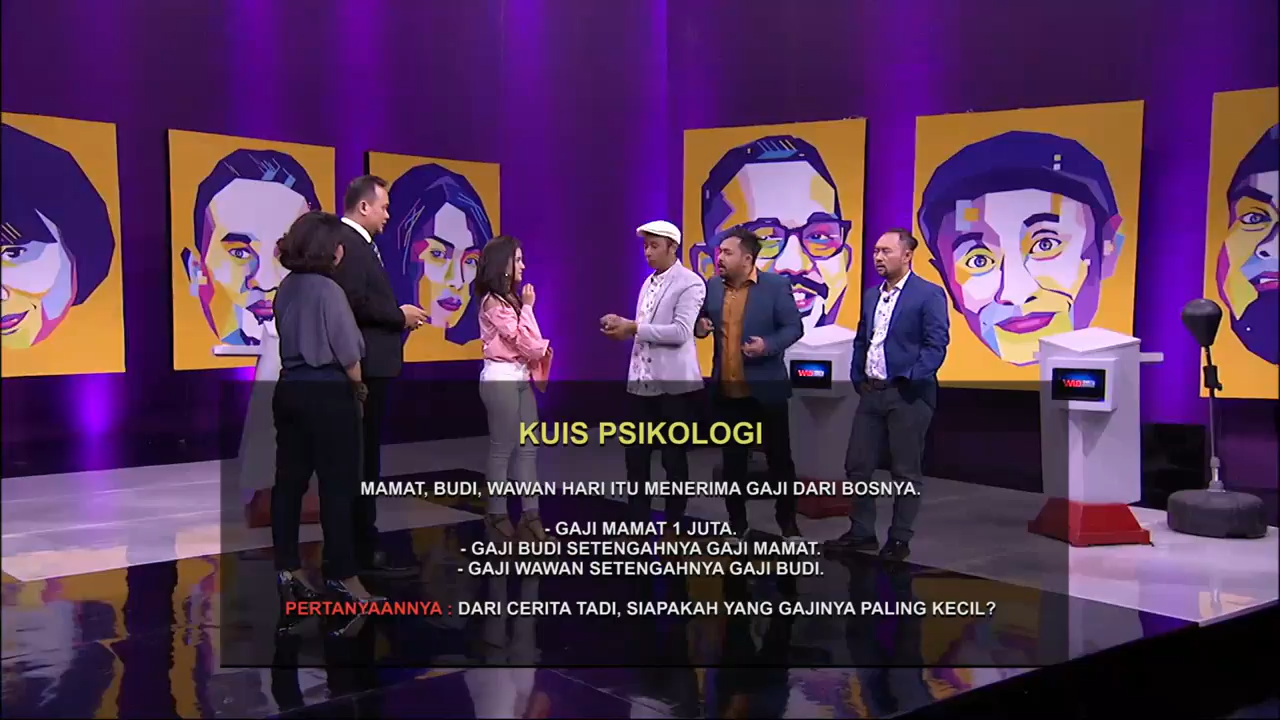 KUIS PSIKOLOGI
MAMAT, BUDI, WAWAN HARI ITU MENERIMA GAJI DARI BOSNYA.
- GAJI MAMAT 1 JUTA.
- GAJI BUDI SETENGAHNYA GAJI MAMAT.
- GAJI WAWAN SETENGAHNYA GAJI BUDI.
PERTANYAANNYA : DARI CERITA TADI, SIAPAKAH YANG GAJINYA PALING KECIL?